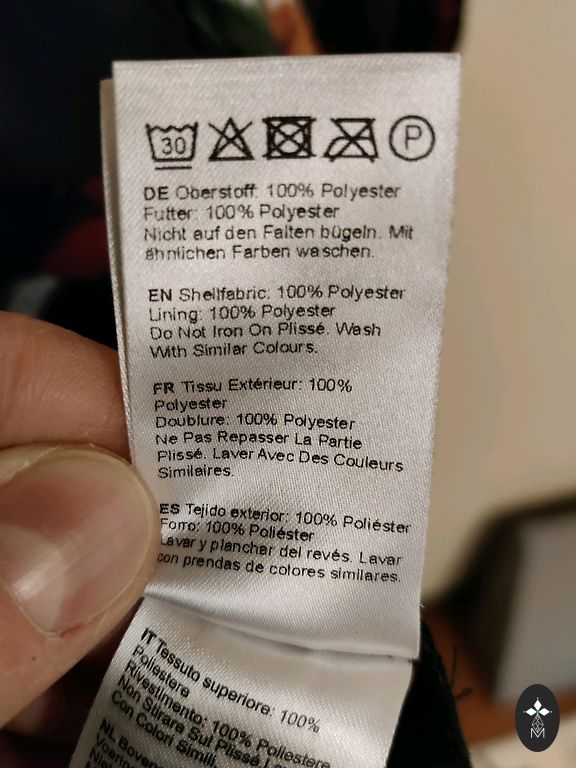 30
P
DE Oberstoff: 100% Polyester
Futter: 100% Polyester
Nicht auf den Falten bügeln. Mit
ähnlichen Farben waschen.
EN Shellfabric: 100% Polyester
Lining: 100% Polyester
Do Not Iron On Plissé. Wash
With Similar Colours.
FR Tissu Extérieur: 100%
Polyester
Doublure: 100% Polyester
Ne Pas Repasser La Partie
Plissé. Laver Avec Des Couleurs
Similaires.
ES Tejido exterior: 100% Poliéster
Forro: 100% Poliéster
Lavar y planchar del revés. Lavar
con prendas de colores similares.
IT Tessuto superiore: 100%
Poliestere
Rivestimento: 100% Poliestere
Non Stirare Sul Plissé
Con Colori Simili.
NL
M